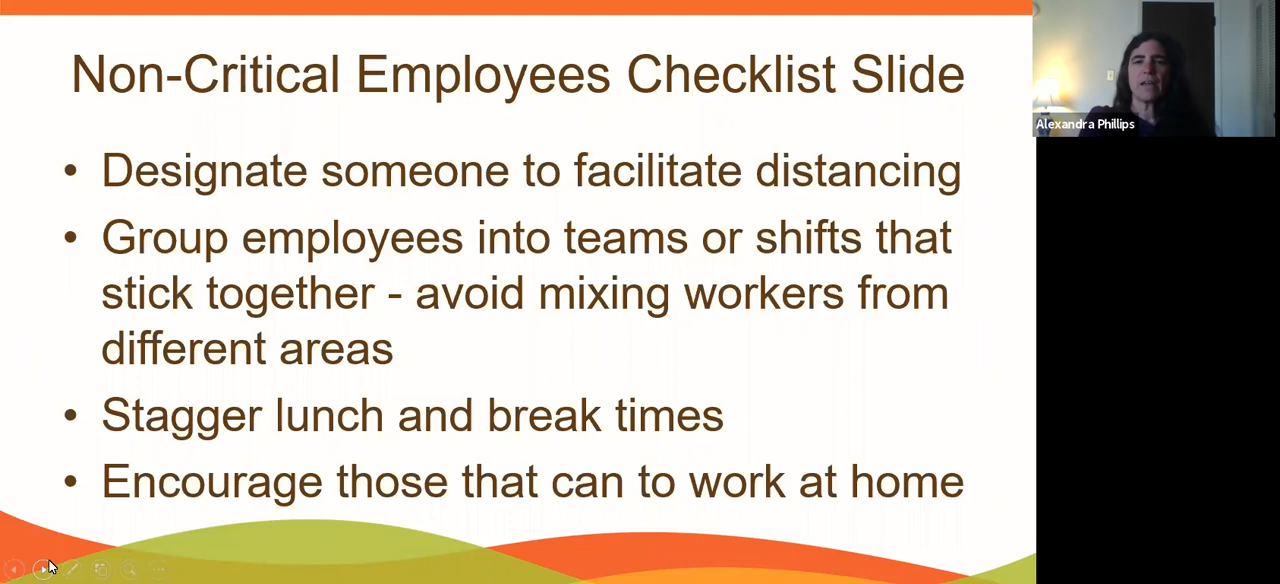 Non-Critical Employees Checklist Slide
• Designate someone to facilitate distancing
• Group employees into teams or shifts that
stick together - avoid mixing workers from
different areas
• Stagger lunch and break times
• Encourage those that can to work at home
Alexandra Phillips